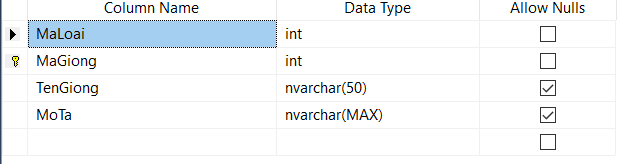 Column Name Data Type Allow Nulls
MaLoai int
MaGiong int
TenGiong nvarchar(50)
MoTa nvarchar(MAX)